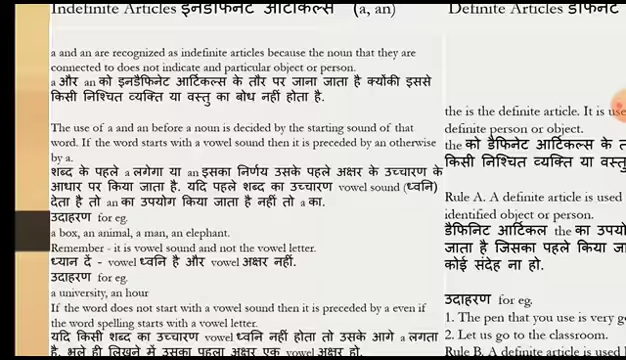 Indefinite Articles इनडेफिनेट आर्टिकल्स (a, an)
a and an are recognized as indefinite articles because the noun that they are
connected to does not indicate and particular object or person.
a और an को इनडैफिनेट आर्टिकल्स के तौर पर जाना जाता है क्योंकी इससे
किसी निश्चित व्यक्ति या वस्तु का बोध नहीं होता है.
The use of a and an before a noun is decided by the starting sound of that
word. If the word starts with a vowel sound then it is preceded by an otherwise
by a.
शब्द के पहले a लगेगा या an इसका निर्णय उसके पहले अक्षर के उच्चारण के
आधार पर किया जाता है. यदि पहले शब्द का उच्चारण vowel sound (ध्वनि)
देता है तो an का उपयोग किया जाता है नहीं तो a का.
उदाहरण for eg.
a box, an animal, a man, an elephant.
Remember - it is vowel sound and not the vowel letter.
ध्यान दें - vowel ध्वनि है और vowel अक्षर नहीं.
उदाहरण for eg.
a university, an hour
If the word does not start with a vowel sound then it is preceded by a even if
the word spelling starts with a vowel letter.
यदि किसी शब्द का उच्चारण vowel ध्वनि नहीं होता तो उसके आगे a लगता
है, भले ही लिखने में उसका पहला अक्षर एक vowel अक्षर हो.
Definite Articles डेफिनेट
the is the definite article. It is use
definite person or object.
the को डैफिनेट आर्टिकल्स के
किसी निश्चित व्यक्ति या वस्तु
Rule A. A definite article is used
identified object or person.
डैफिनिट आर्टिकल the का उपयो
जाता है जिसका पहले किया
कोई संदेह ना हो.
उदाहरण for eg.
1. The pen that you use is very
2. Let us go to the classroom.
Rule B. A definite article is used